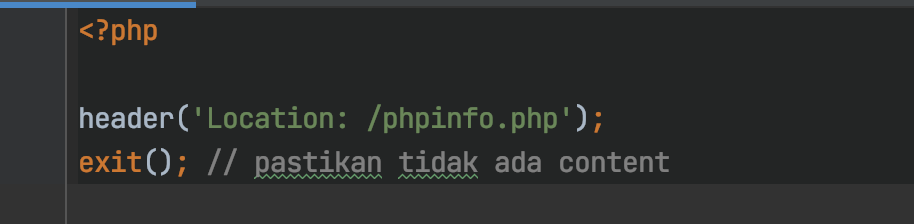 <?php
header('Location: /phpinfo.php');
exit(); // pastikan tidak ada content